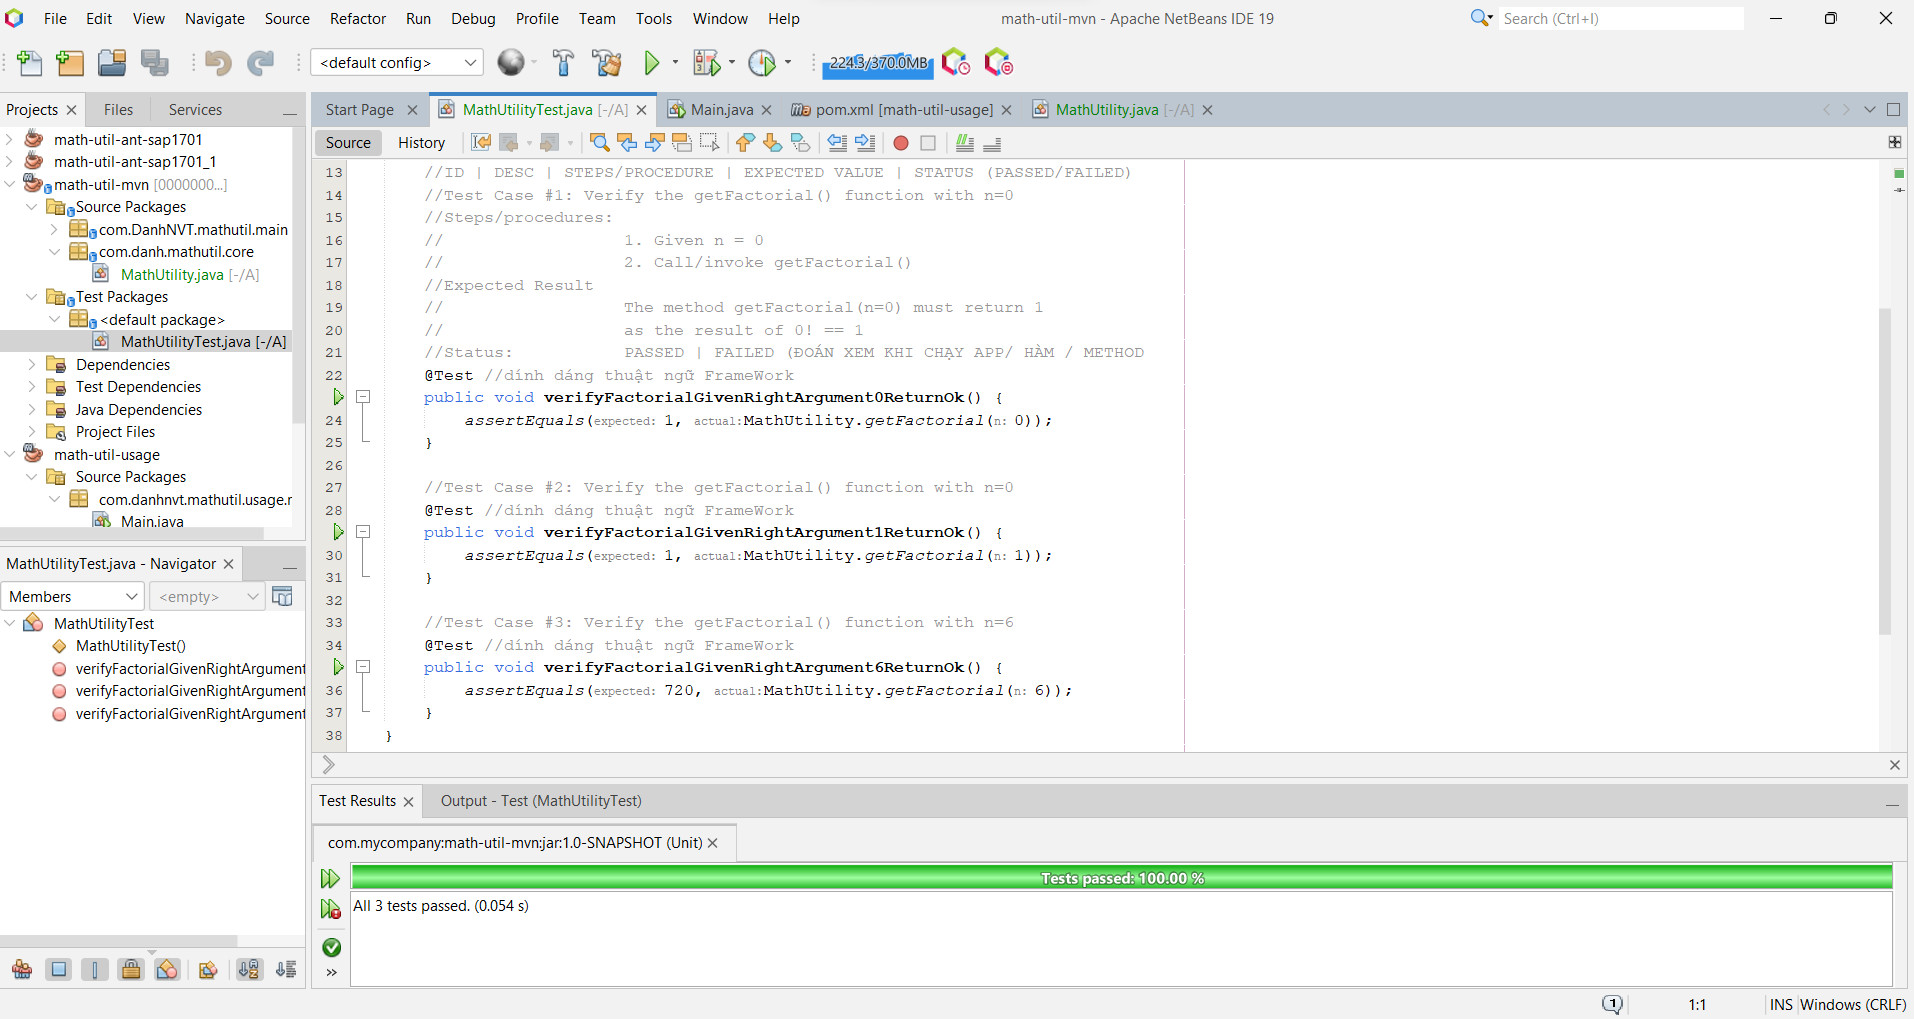 File Edit View Navigate Source Refactor Run Debug Profile Team Tools Window Help
math-util-mvn - Apache NetBeans IDE 19
Search (Ctrl+I)
<default config>
224.3/370.0MB
Projects
Files
Services
math-util-ant-sap1701
math-util-ant-sap1701_1
math-util-mvn [0000000...]
Source Packages
com.DanhNVT.mathutil.main
com.danh.mathutil.core
MathUtility.java [-/A]
Test Packages
<default package>
MathUtilityTest.java [-/A]
Dependencies
Test Dependencies
Java Dependencies
Project Files
math-util-usage
Source Packages
com.danhnvt.mathutil.usage.r
Main.java
MathUtilityTest.java - Navigator
Members
<empty>
MathUtilityTest
MathUtilityTest()
verifyFactorialGivenRightArgument
verifyFactorialGivenRightArgument
verifyFactorialGivenRightArgument
Start Page
MathUtilityTest.java [-/A]
Main.java
pom.xml [math-util-usage]
MathUtility.java [-/A]
Source History
13 //ID | DESC | STEPS/PROCEDURE | EXPECTED VALUE | STATUS (PASSED/FAILED)
14 //Test Case #1: Verify the getFactorial() function with n=0
15 //Steps/procedures:
16 // 1. Given n = 0
17 // 2. Call/invoke getFactorial()
18 //Expected Result
19 // The method getFactorial(n=0) must return 1
20 // as the result of 0! == 1
21 //Status: PASSED | FAILED (ĐOÁN XEM KHI CHẠY APP/ HÀM / METHOD
22 @Test //dính dáng thuật ngữ FrameWork
public void verifyFactorialGivenRightArgument0ReturnOk() {
24 assertEquals(expected: 1, actual:MathUtility.getFactorial(n: 0));
25 }
26
27 //Test Case #2: Verify the getFactorial() function with n=0
28 @Test //dính dáng thuật ngữ FrameWork
public void verifyFactorialGivenRightArgument1ReturnOk() {
30 assertEquals(expected: 1, actual:MathUtility.getFactorial(n: 1));
31 }
32
33 //Test Case #3: Verify the getFactorial() function with n=6
34 @Test //dính dáng thuật ngữ FrameWork
public void verifyFactorialGivenRightArgument6ReturnOk() {
36 assertEquals(expected: 720, actual:MathUtility.getFactorial(n: 6));
37 }
38 }
Test Results
Output - Test (MathUtilityTest)
com.mycompany:math-util-mvn:jar:1.0-SNAPSHOT (Unit)
Tests passed: 100.00 %
All 3 tests passed. (0.054 s)
1
1:1
INS
Windows (CRLF)